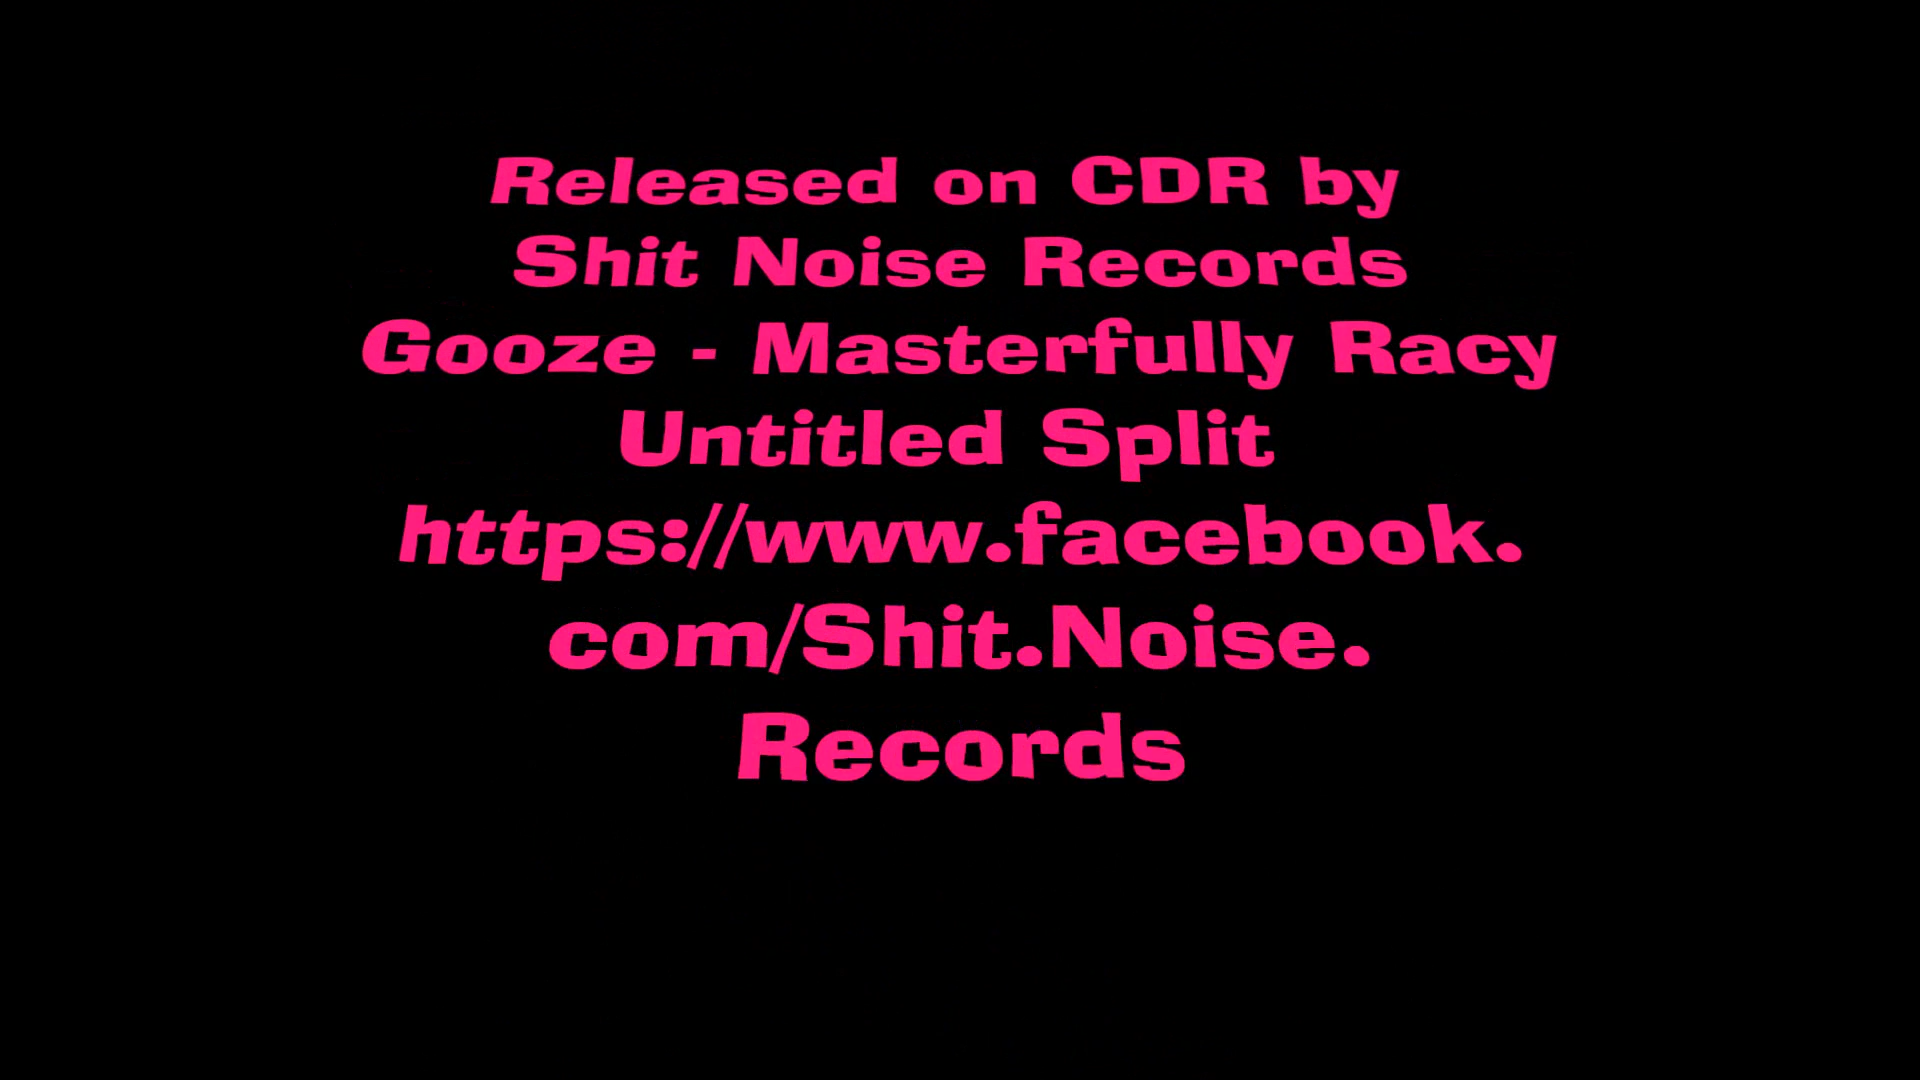 Released on CDR by
Shit Noise Records
Gooze - Masterfully Racy
Untitled Split
https://www.facebook.
com/Shit.Noise.
Records